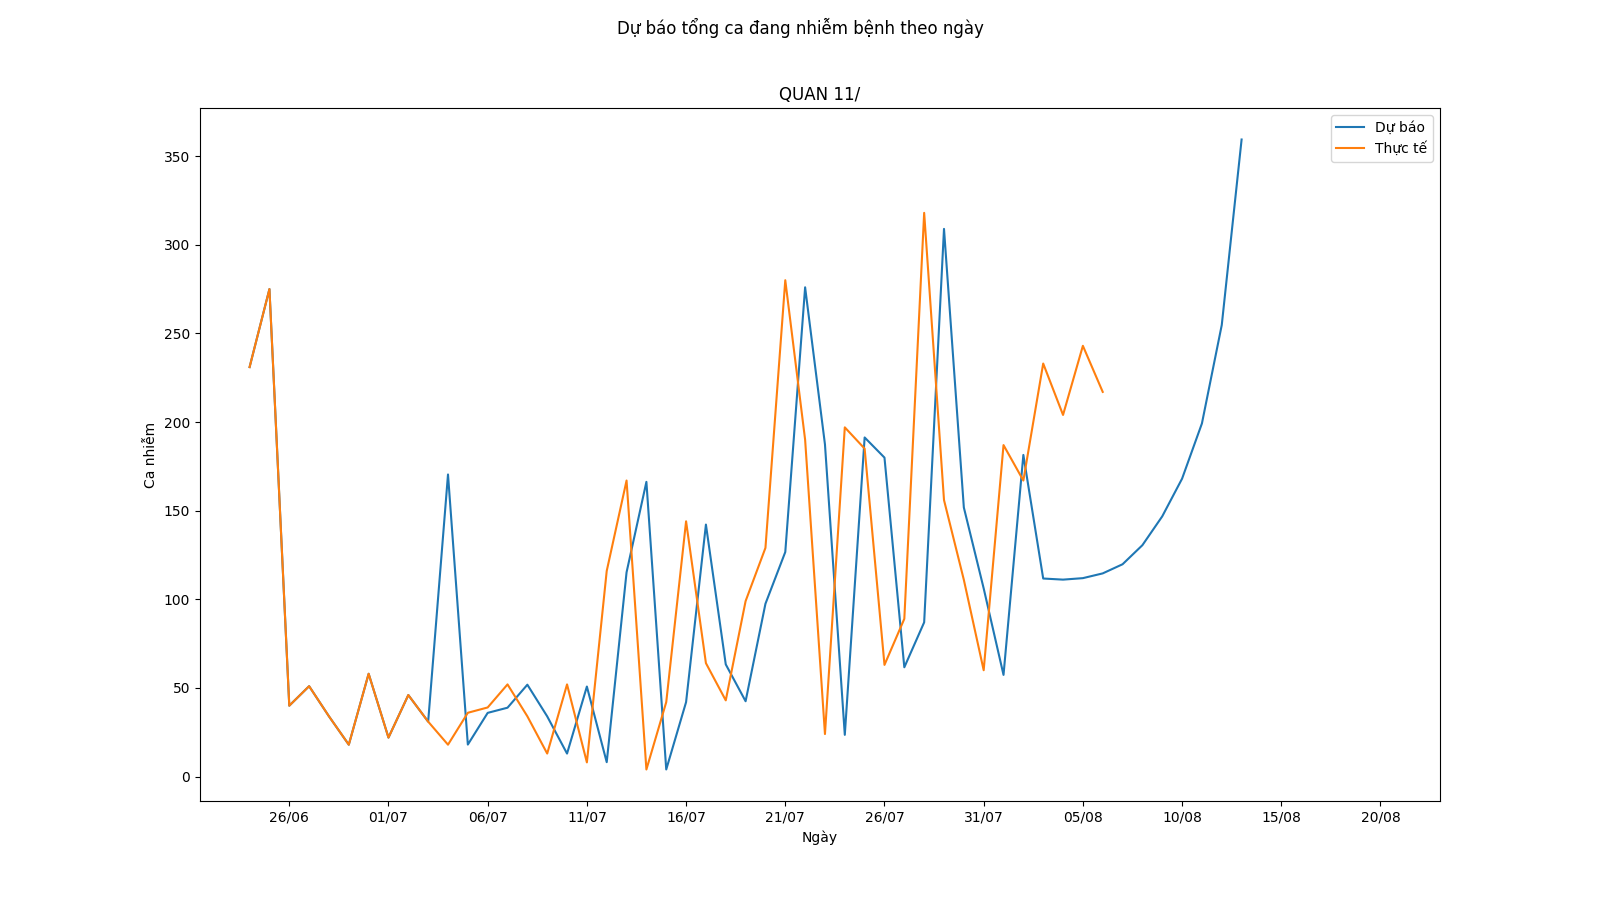 Dự báo tổng ca đang nhiễm bệnh theo ngày
QUAN 11/
Dự báo
Thực tế
350
300
250
200
150
100
50
0
Ca nhiễm
26/06 01/07 06/07 11/07 16/07 21/07 26/07 31/07 05/08 10/08 15/08 20/08
Ngày